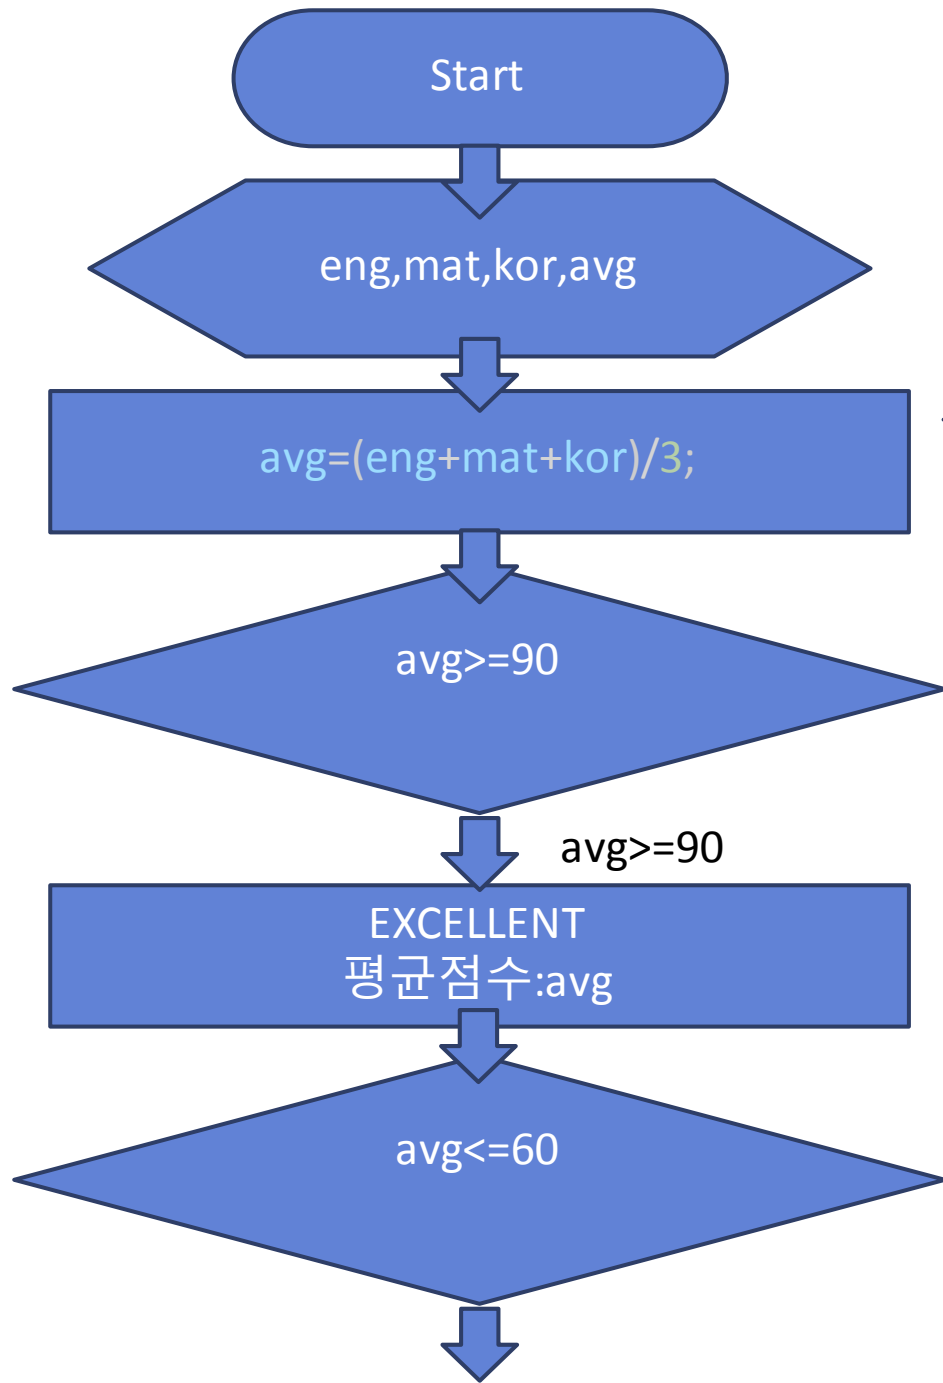 Start
eng,mat,kor,avg
avg=(eng+mat+kor)/3;
avg>=90
avg>=90
EXCELLENT
평균점수:avg
avg<=60